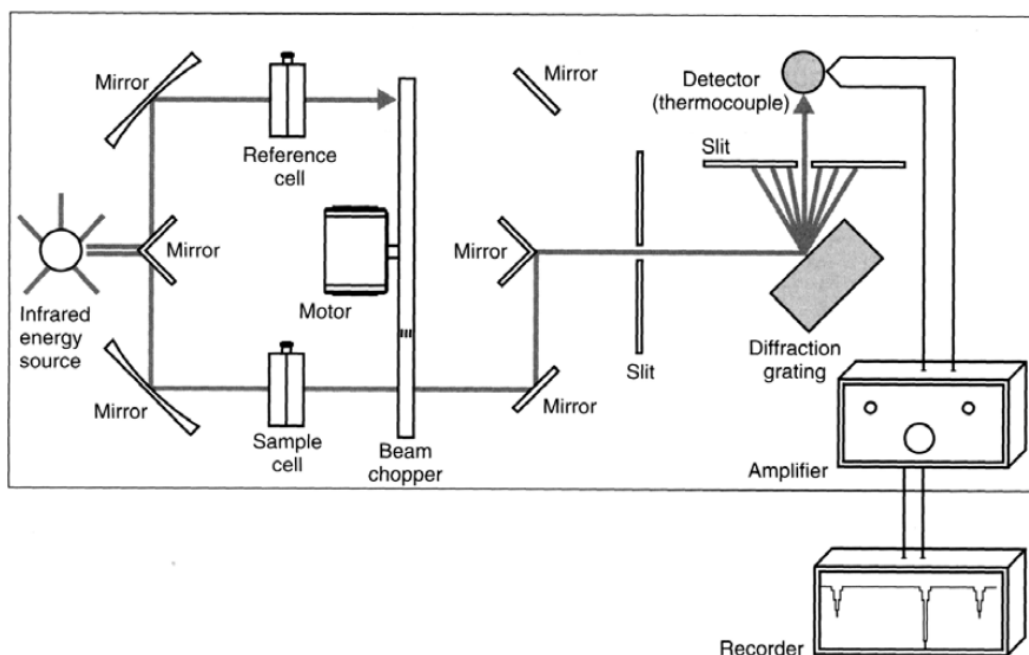 Mirror
Reference
cell
Mirror
Detector
(thermocouple)
Slit
Infrared
energy
source
Mirror
Motor
Mirror
Mirror
Sample
cell
Beam
chopper
Mirror
Slit
Diffraction
grating
Amplifier
Recorder